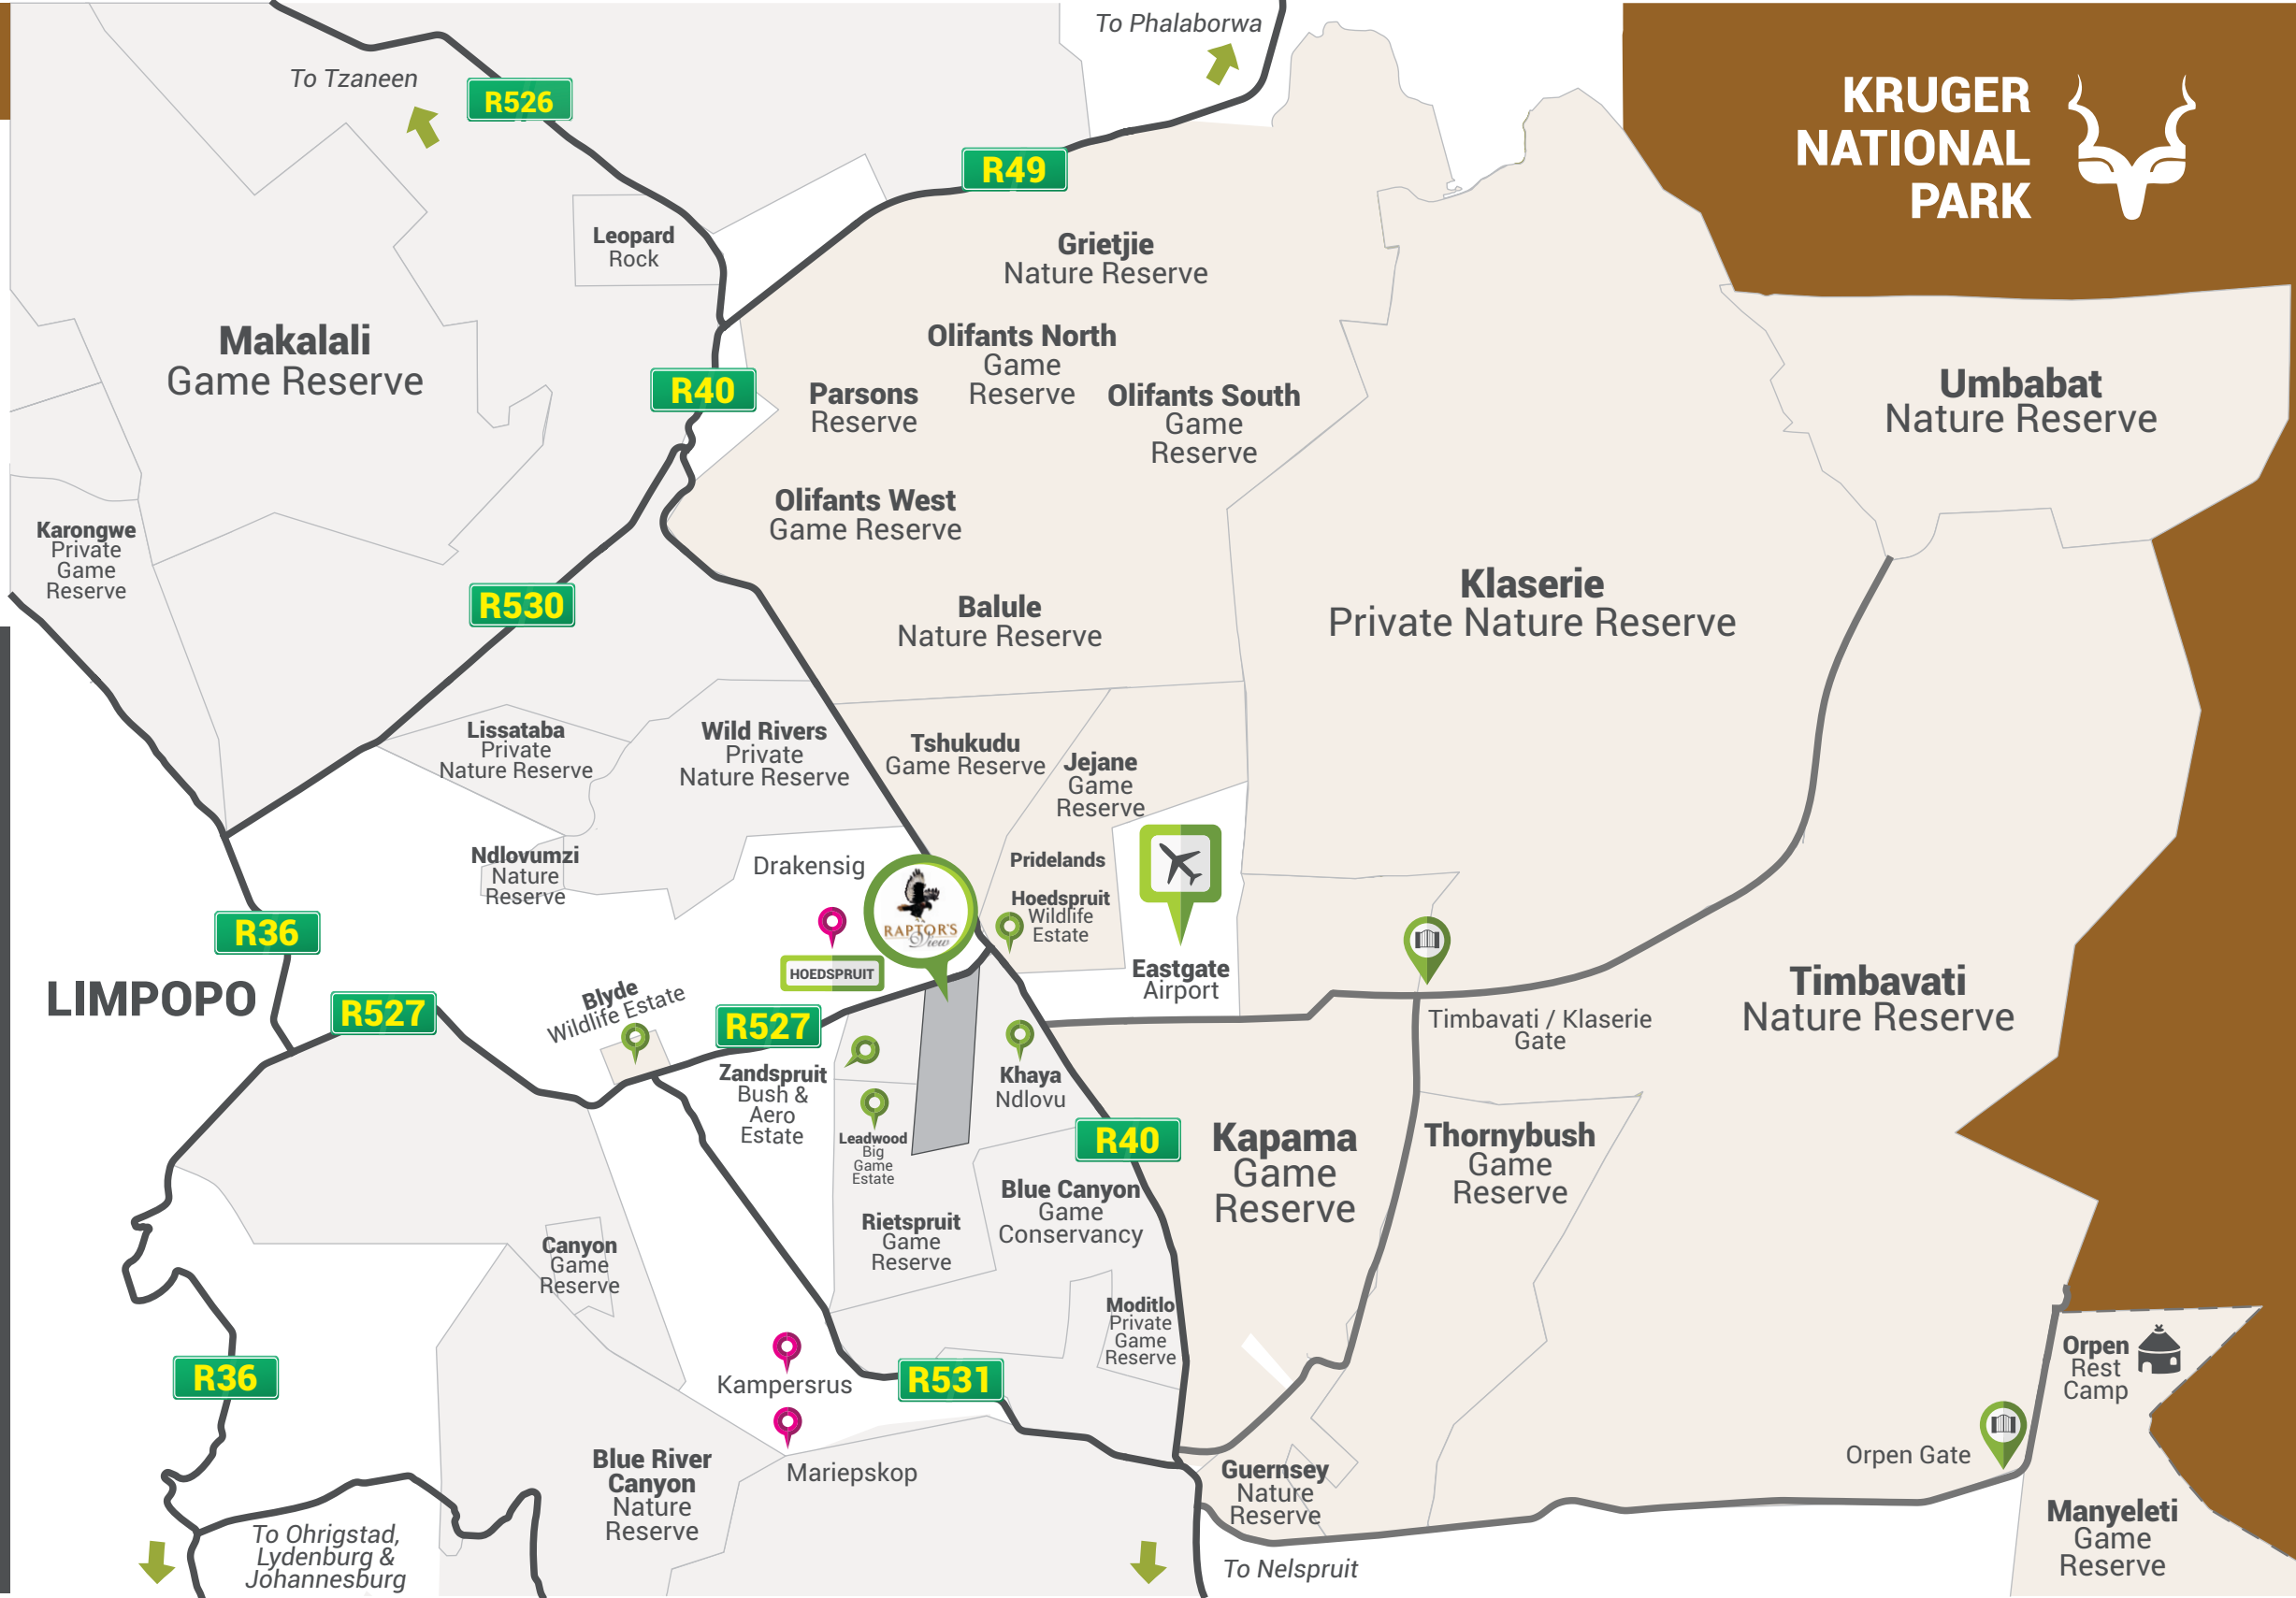 To Phalaborwa
To Tzaneen
R526
KRUGER
NATIONAL
PARK
R49
Leopard
Rock
Grietjie
Nature Reserve
Makalali
Game Reserve
Olifants North
Game
Reserve
R40
Parsons
Reserve
Olifants South
Game
Reserve
Umbabat
Nature Reserve
Olifants West
Game Reserve
Karongwe
Private
Game
Reserve
R530
Balule
Nature Reserve
Klaserie
Private Nature Reserve
Lissataba
Private
Nature Reserve
Wild Rivers
Private
Nature Reserve
Tshukudu
Game Reserve
Jejane
Game
Reserve
Ndlovumzi
Nature
Reserve
Drakensig
Pridelands
Hoedspruit
Wildlife
Estate
RAPTOR'S
View
R36
HOEDSPRUIT
Eastgate
Airport
LIMPOPO
R527
Blyde
Wildlife Estate
R527
Timbavati / Klaserie
Gate
Timbavati
Nature Reserve
Zandspruit
Bush &
Aero
Estate
Khaya
Ndlovu
Leadwood
Big
Game
Estate
R40
Kapama
Game
Reserve
Thornybush
Game
Reserve
Blue Canyon
Game
Conservancy
Rietspruit
Game
Reserve
Canyon
Game
Reserve
Moditlo
Private
Game
Reserve
Orpen
Rest
Camp
R36
Kampersrus
R531
Orpen Gate
Blue River
Canyon
Nature
Reserve
Mariepskop
Guernsey
Nature
Reserve
Manyeleti
Game
Reserve
To Ohrigstad,
Lydenburg &
Johannesburg
To Nelspruit